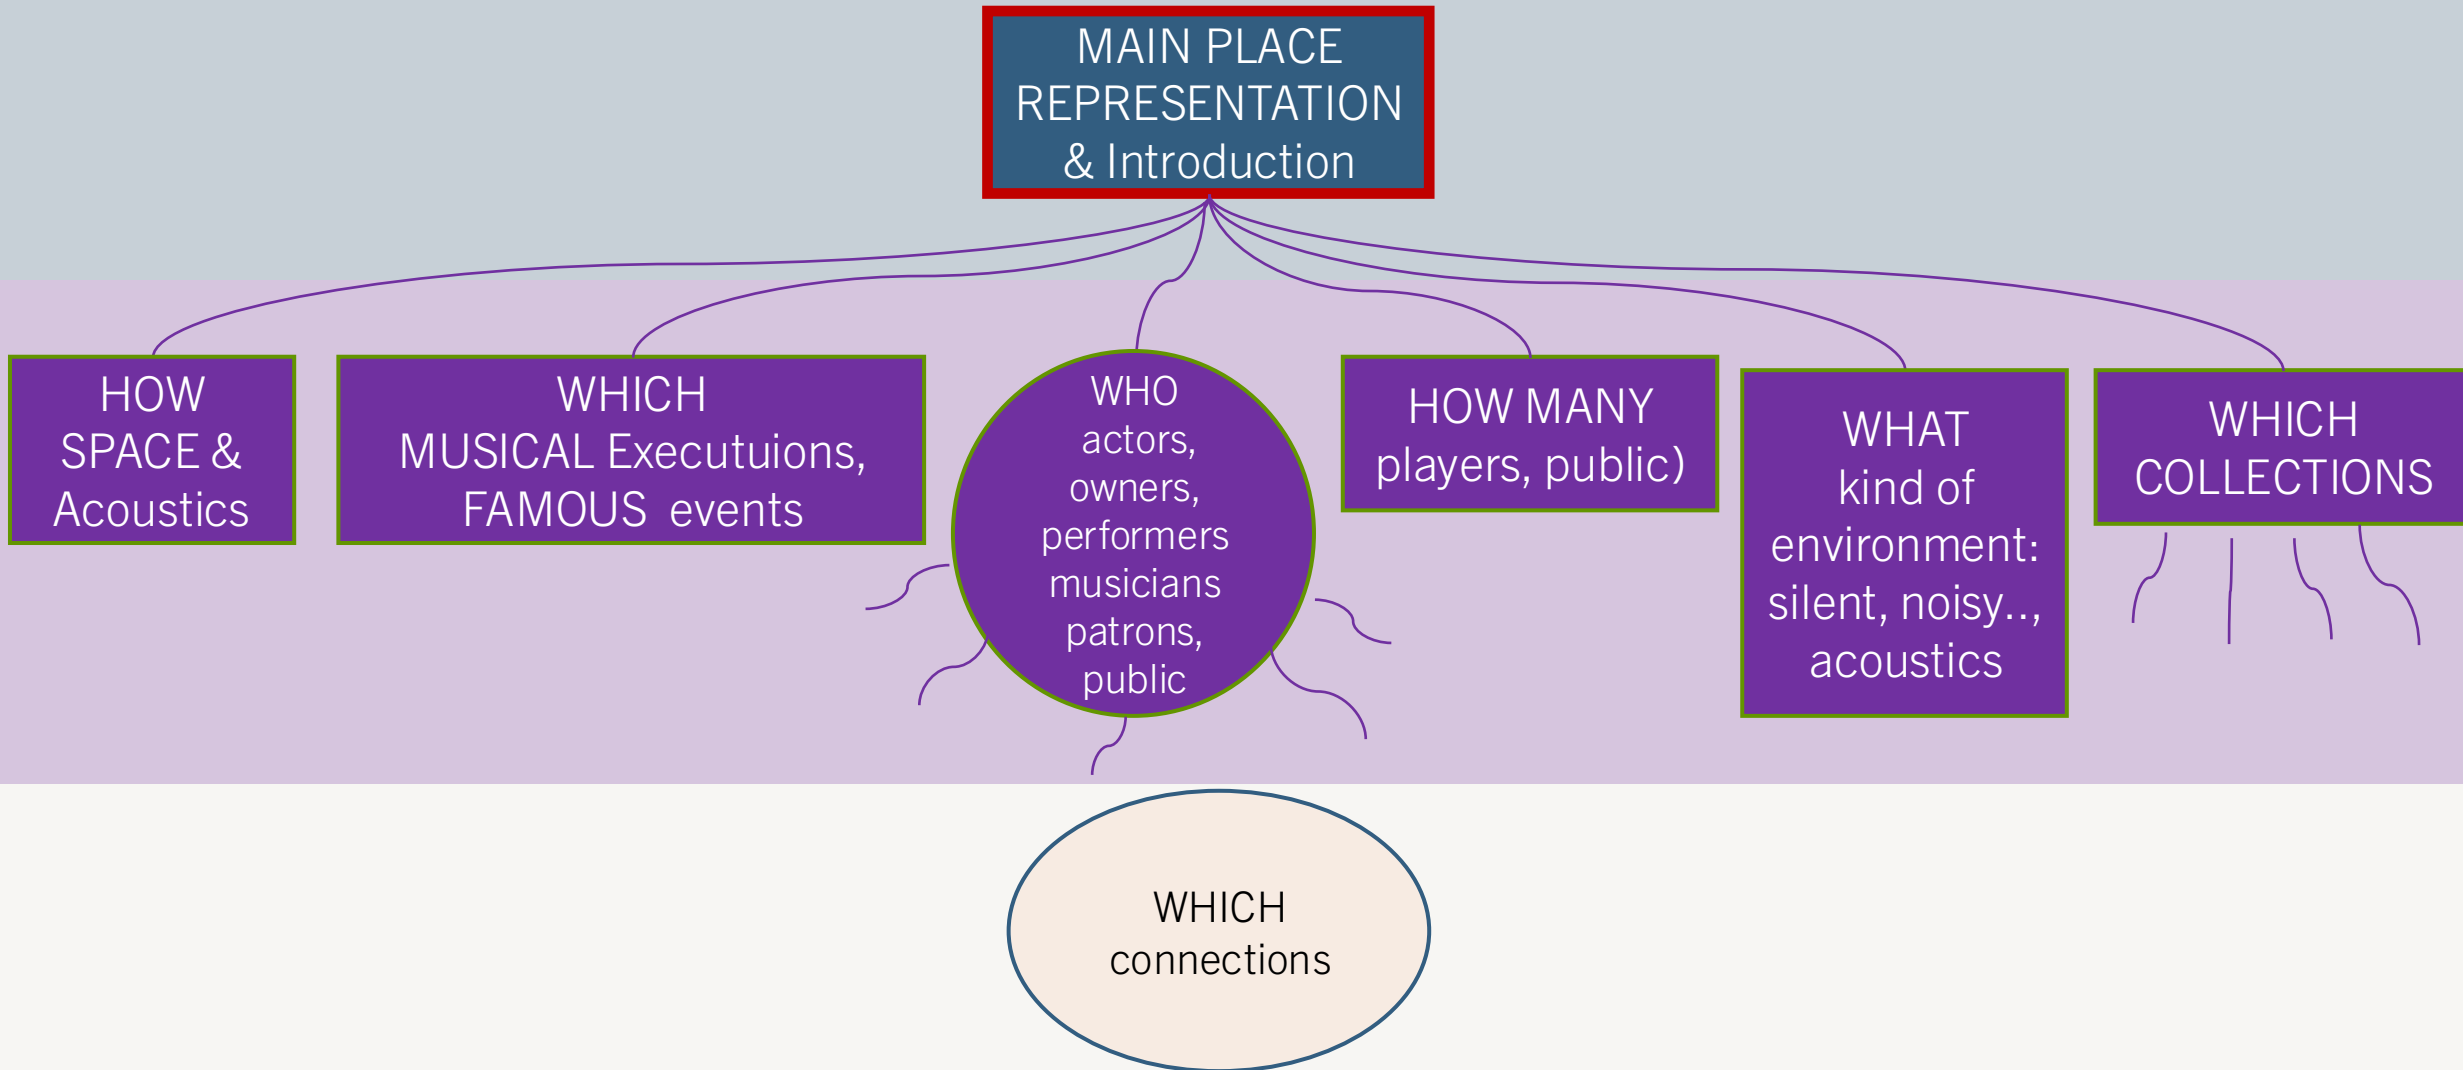 MAIN PLACE
REPRESENTATION
& Introduction
HOW
SPACE &
Acoustics
WHICH
MUSICAL Executuions,
FAMOUS events
WHO
actors,
owners,
performers
musicians
patrons,
public
HOW MANY
players, public)
WHAT
kind of
environment:
silent, noisy..,
acoustics
WHICH
COLLECTIONS
WHICH
connections